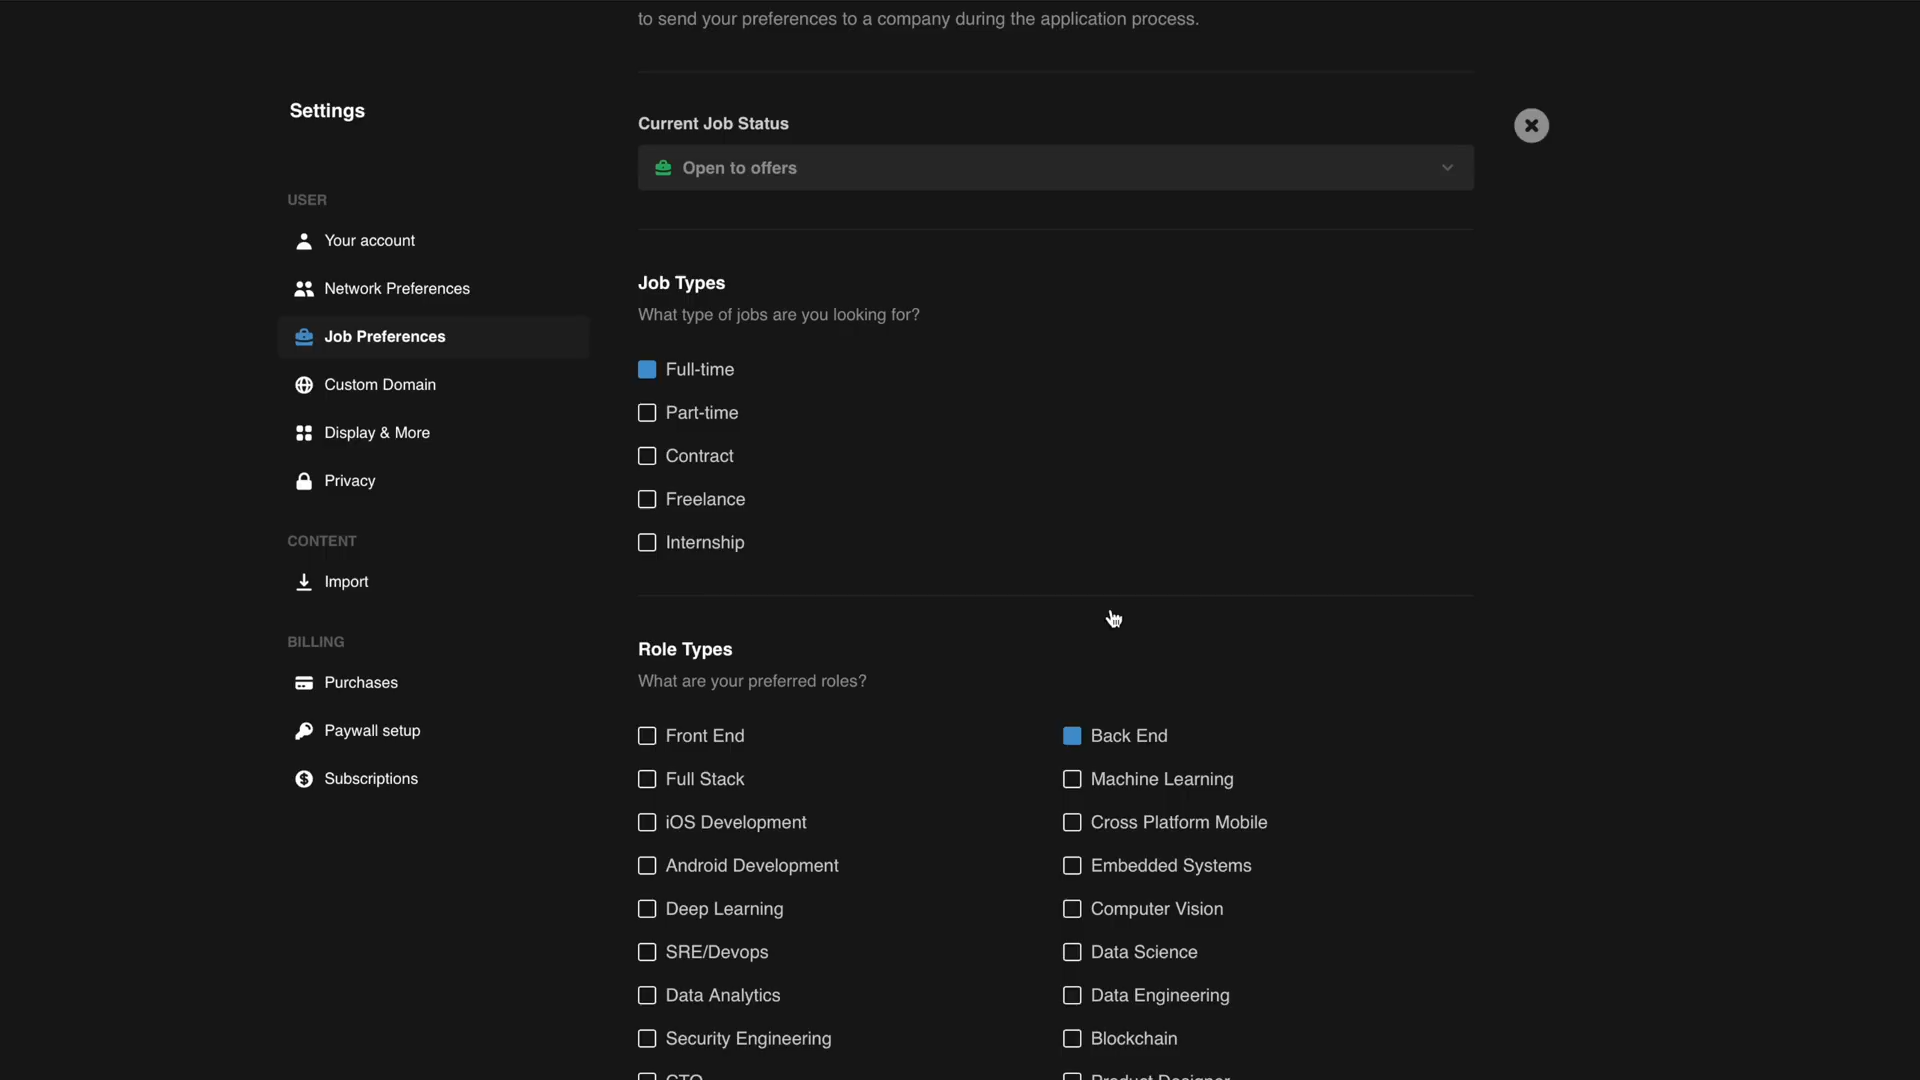 to send your preferences to a company during the application process.
Settings
USER
Your account
Network Preferences
Job Preferences
Custom Domain
Display & More
Privacy
CONTENT
Import
BILLING
Purchases
Paywall setup
Subscriptions
Current Job Status
Open to offers
Job Types
What type of jobs are you looking for?
Full-time
Part-time
Contract
Freelance
Internship
Role Types
What are your preferred roles?
Front End
Back End
Full Stack
Machine Learning
iOS Development
Cross Platform Mobile
Android Development
Embedded Systems
Deep Learning
Computer Vision
SRE/Devops
Data Science
Data Analytics
Data Engineering
Security Engineering
Blockchain
CTO
Product Designer